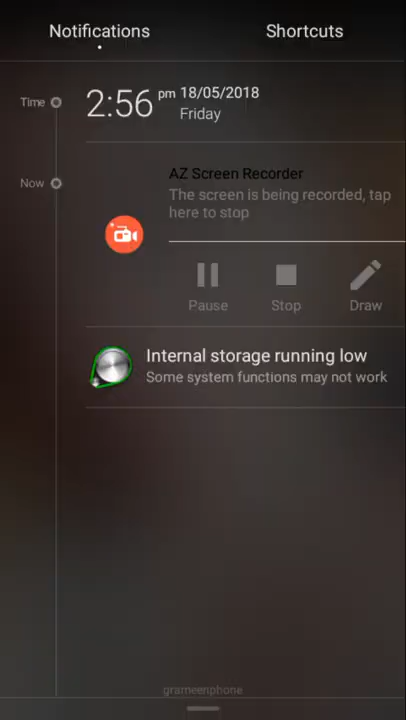 Notifications
Shortcuts
Time
2:56 pm 18/05/2018
Friday
Now
AZ Screen Recorder
The screen is being recorded, tap
here to stop
Pause
Stop
Draw
Internal storage running low
Some system functions may not work
grameenphone